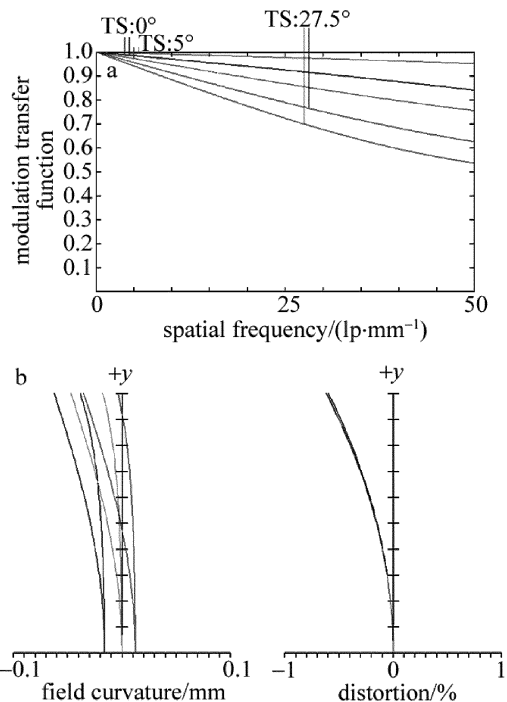 TS:0°
TS:5°
TS:27.5°
1.0
0.9
0.8
0.7
0.6
0.5
0.4
0.3
0.2
0.1
a
modulation transfer
function
0 25 50
spatial frequency/(lp·mm⁻¹)
b
+y
+y
−0.1 0.1
field curvature/mm
−1 0 1
distortion/%